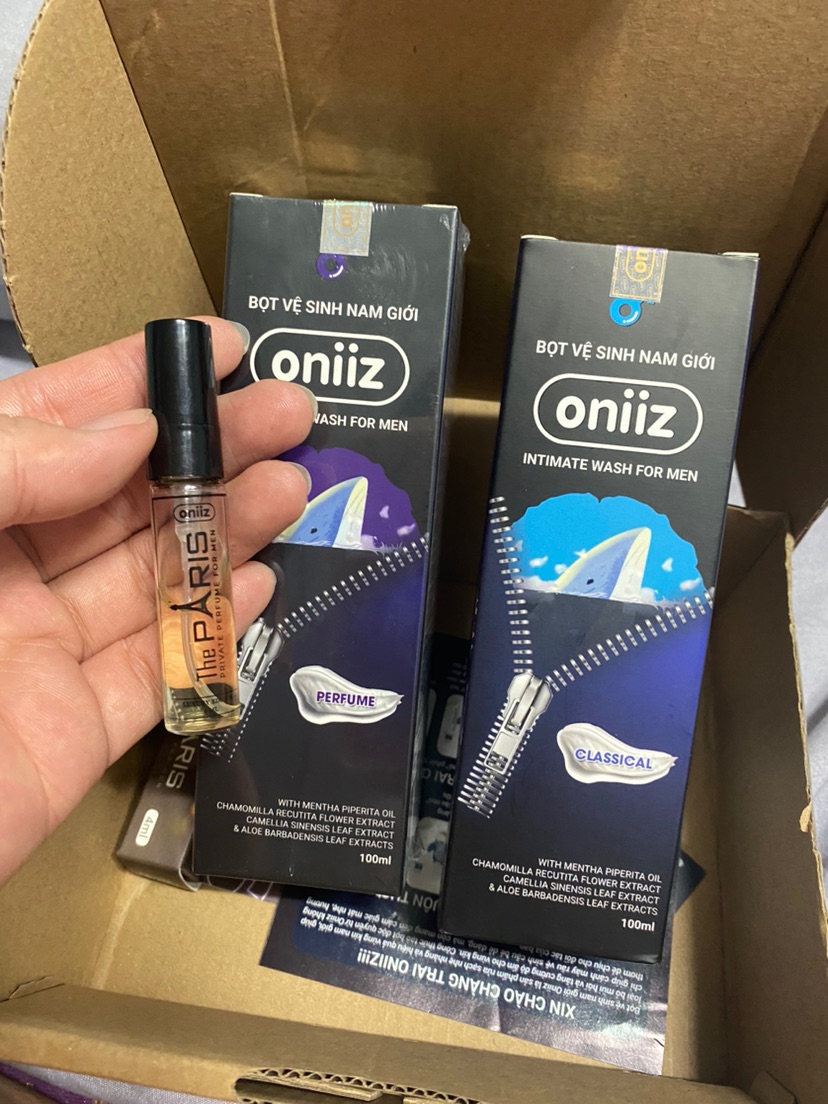 BỌT VỆ SINH NAM GIỚI
oniiz
WASH FOR MEN
PERFUME
WITH MENTHA PIPERITA OIL
CHAMOMILLA RECUTITA FLOWER EXTRACT
CAMELLIA SINENSIS LEAF EXTRACT
& ALOE BARBADENSIS LEAF EXTRACTS
100ml
BỌT VỆ SINH NAM GIỚI
oniiz
INTIMATE WASH FOR MEN
CLASSICAL
WITH MENTHA PIPERITA OIL
CHAMOMILLA RECUTITA FLOWER EXTRACT
CAMELLIA SINENSIS LEAF EXTRACT
& ALOE BARBADENSIS LEAF EXTRACTS
100ml
oniiz
The PARIS
PRIVATE PERFUME FOR MEN
4ml
XIN CHÀO CHÀNG TRAI ONIIZ!!!